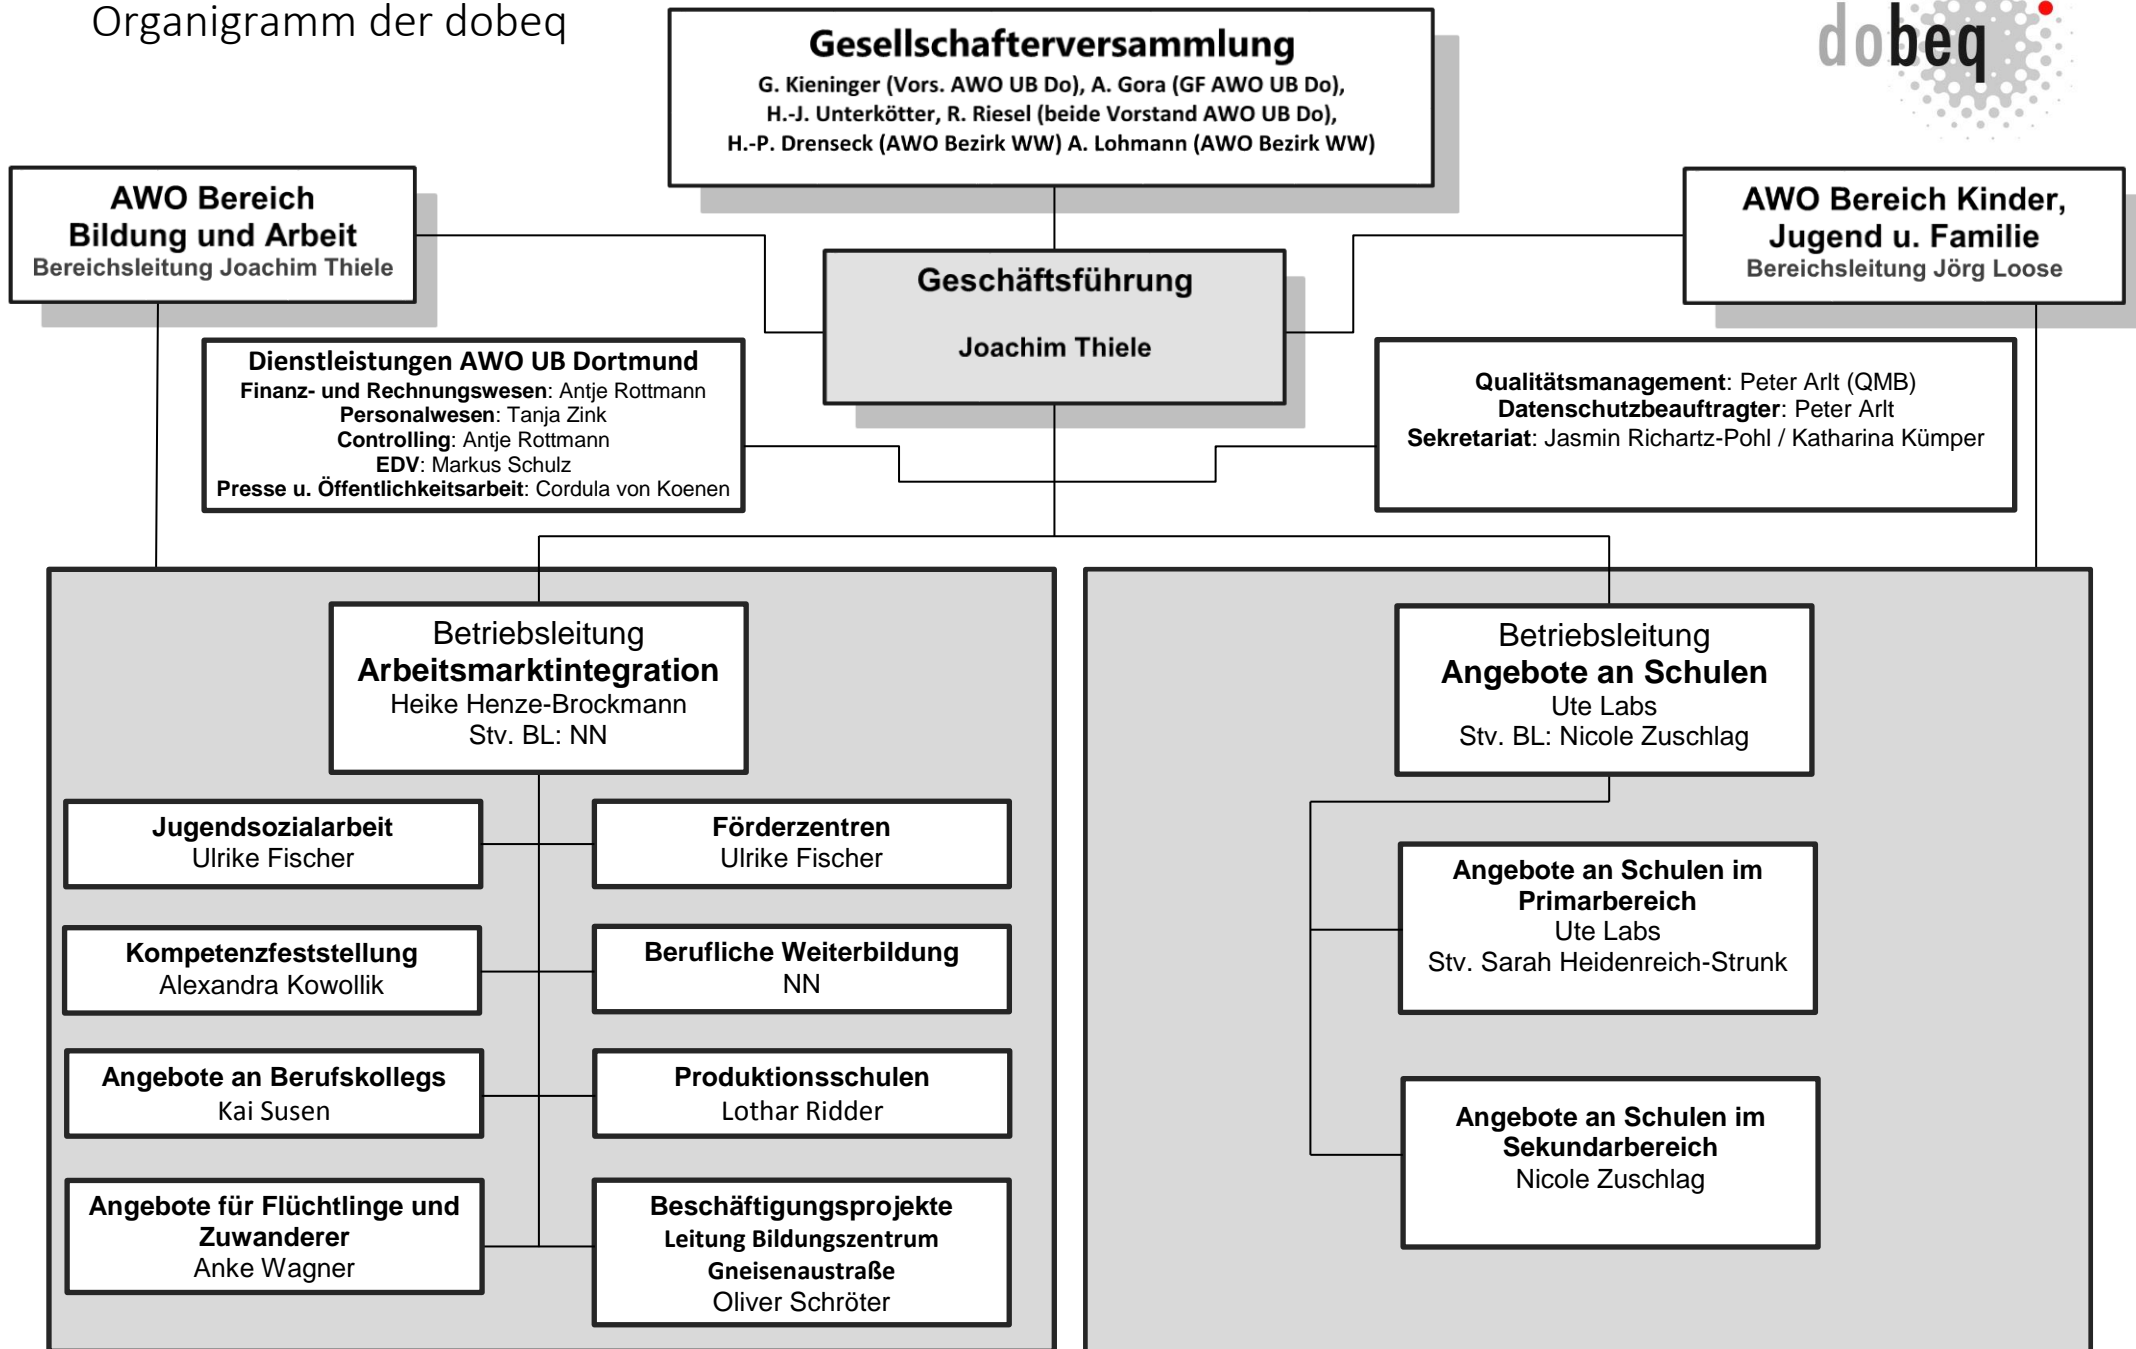 Organigramm der dobeq
dobeq
Gesellschafterversammlung
G. Kieninger (Vors. AWO UB Do), A. Gora (GF AWO UB Do),
H.-J. Unterkötter, R. Riesel (beide Vorstand AWO UB Do),
H.-P. Drenseck (AWO Bezirk WW) A. Lohmann (AWO Bezirk WW)
AWO Bereich
Bildung und Arbeit
Bereichsleitung Joachim Thiele
AWO Bereich Kinder,
Jugend u. Familie
Bereichsleitung Jörg Loose
Geschäftsführung
Joachim Thiele
Dienstleistungen AWO UB Dortmund
Finanz- und Rechnungswesen: Antje Rottmann
Personalwesen: Tanja Zink
Controlling: Antje Rottmann
EDV: Markus Schulz
Presse u. Öffentlichkeitsarbeit: Cordula von Koenen
Qualitätsmanagement: Peter Arlt (QMB)
Datenschutzbeauftragter: Peter Arlt
Sekretariat: Jasmin Richartz-Pohl / Katharina Kümper
Betriebsleitung
Arbeitsmarktintegration
Heike Henze-Brockmann
Stv. BL: NN
Jugendsozialarbeit
Ulrike Fischer
Förderzentren
Ulrike Fischer
Kompetenzfeststellung
Alexandra Kowollik
Berufliche Weiterbildung
NN
Angebote an Berufskollegs
Kai Susen
Produktionsschulen
Lothar Ridder
Angebote für Flüchtlinge und
Zuwanderer
Anke Wagner
Beschäftigungsprojekte
Leitung Bildungszentrum
Gneisenaustraße
Oliver Schröter
Betriebsleitung
Angebote an Schulen
Ute Labs
Stv. BL: Nicole Zuschlag
Angebote an Schulen im
Primarbereich
Ute Labs
Stv. Sarah Heidenreich-Strunk
Angebote an Schulen im
Sekundarbereich
Nicole Zuschlag